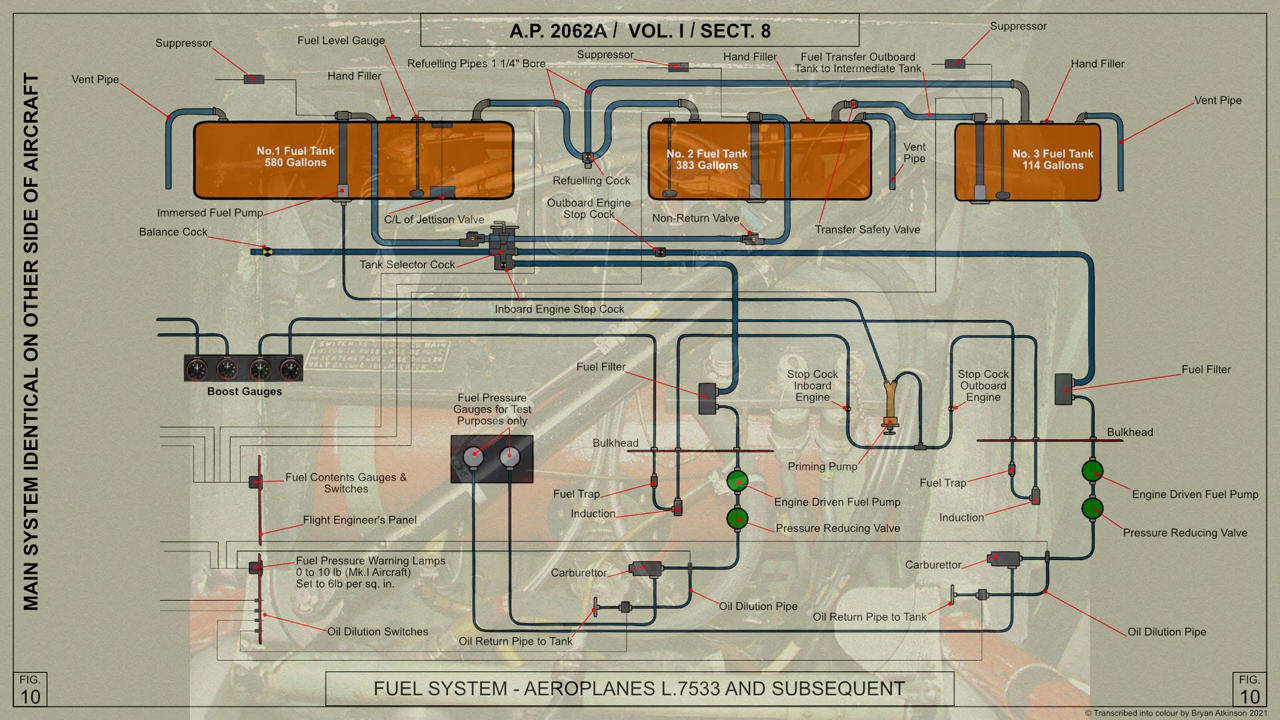 A.P. 2062A / VOL. I / SECT. 8
MAIN SYSTEM IDENTICAL ON OTHER SIDE OF AIRCRAFT
Suppressor
Fuel Level Gauge
Vent Pipe
Hand Filler
Refuelling Pipes 1 1/4" Bore
Suppressor
Hand Filler
Fuel Transfer Outboard
Tank to Intermediate Tank
Suppressor
Hand Filler
Vent Pipe
No.1 Fuel Tank
580 Gallons
No. 2 Fuel Tank
383 Gallons
Vent
Pipe
No. 3 Fuel Tank
114 Gallons
Refuelling Cock
Immersed Fuel Pump
C/L of Jettison Valve
Outboard Engine
Stop Cock
Non-Return Valve
Transfer Safety Valve
Balance Cock
Tank Selector Cock
Inboard Engine Stop Cock
Boost Gauges
Fuel Filter
Stop Cock
Inboard
Engine
Stop Cock
Outboard
Engine
Fuel Filter
Fuel Pressure
Gauges for Test
Purposes only
Bulkhead
Bulkhead
Priming Pump
Fuel Contents Gauges &
Switches
Fuel Trap
Induction
Engine Driven Fuel Pump
Pressure Reducing Valve
Fuel Trap
Induction
Engine Driven Fuel Pump
Pressure Reducing Valve
Flight Engineer's Panel
Fuel Pressure Warning Lamps
0 to 10 lb (Mk.I Aircraft)
Set to 6lb per sq. in.
Carburettor
Carburettor
Oil Dilution Pipe
Oil Return Pipe to Tank
Oil Dilution Switches
Oil Return Pipe to Tank
Oil Dilution Pipe
FIG.
10
FUEL SYSTEM - AEROPLANES L.7533 AND SUBSEQUENT
FIG.
10
© Transcribed into colour by Bryan Atkinson 2021